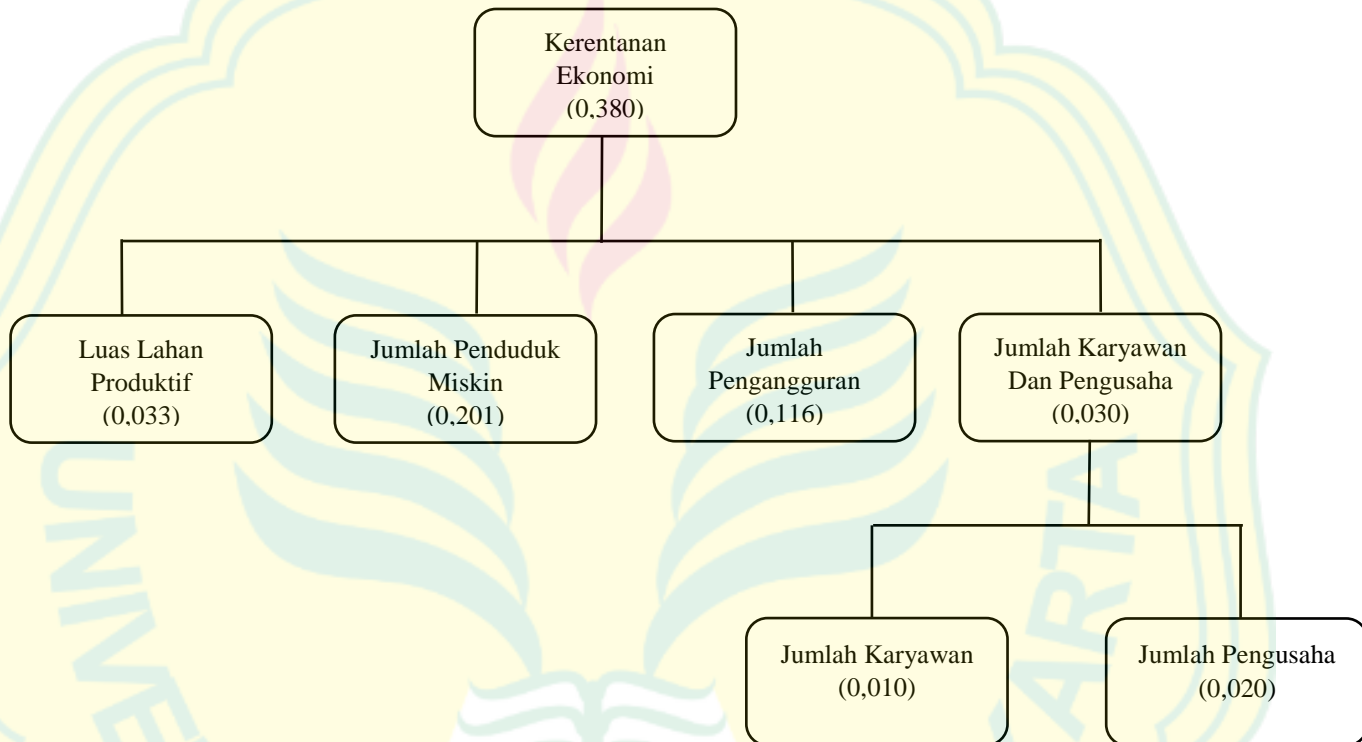 Kerentanan
Ekonomi
(0,380)
Luas Lahan
Produktif
(0,033)
Jumlah Penduduk
Miskin
(0,201)
Jumlah
Pengangguran
(0,116)
Jumlah Karyawan
Dan Pengusaha
(0,030)
Jumlah Karyawan
(0,010)
Jumlah Pengusaha
(0,020)